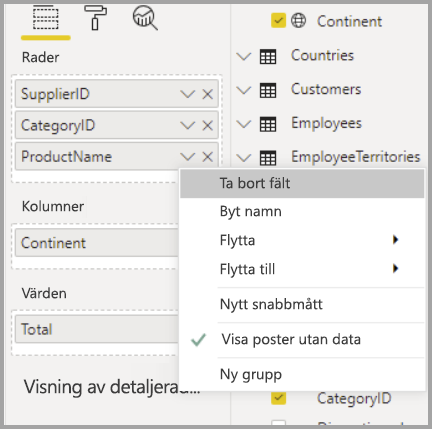 Rader
SupplierID
CategoryID
ProductName
Kolumner
Continent
Värden
Total
Visning av detaljerad...
Continent
Countries
Customers
Employees
EmployeeTerritories
Ta bort fält
Byt namn
Flytta
Flytta till
Nytt snabbmått
Visa poster utan data
Ny grupp
CategoryID